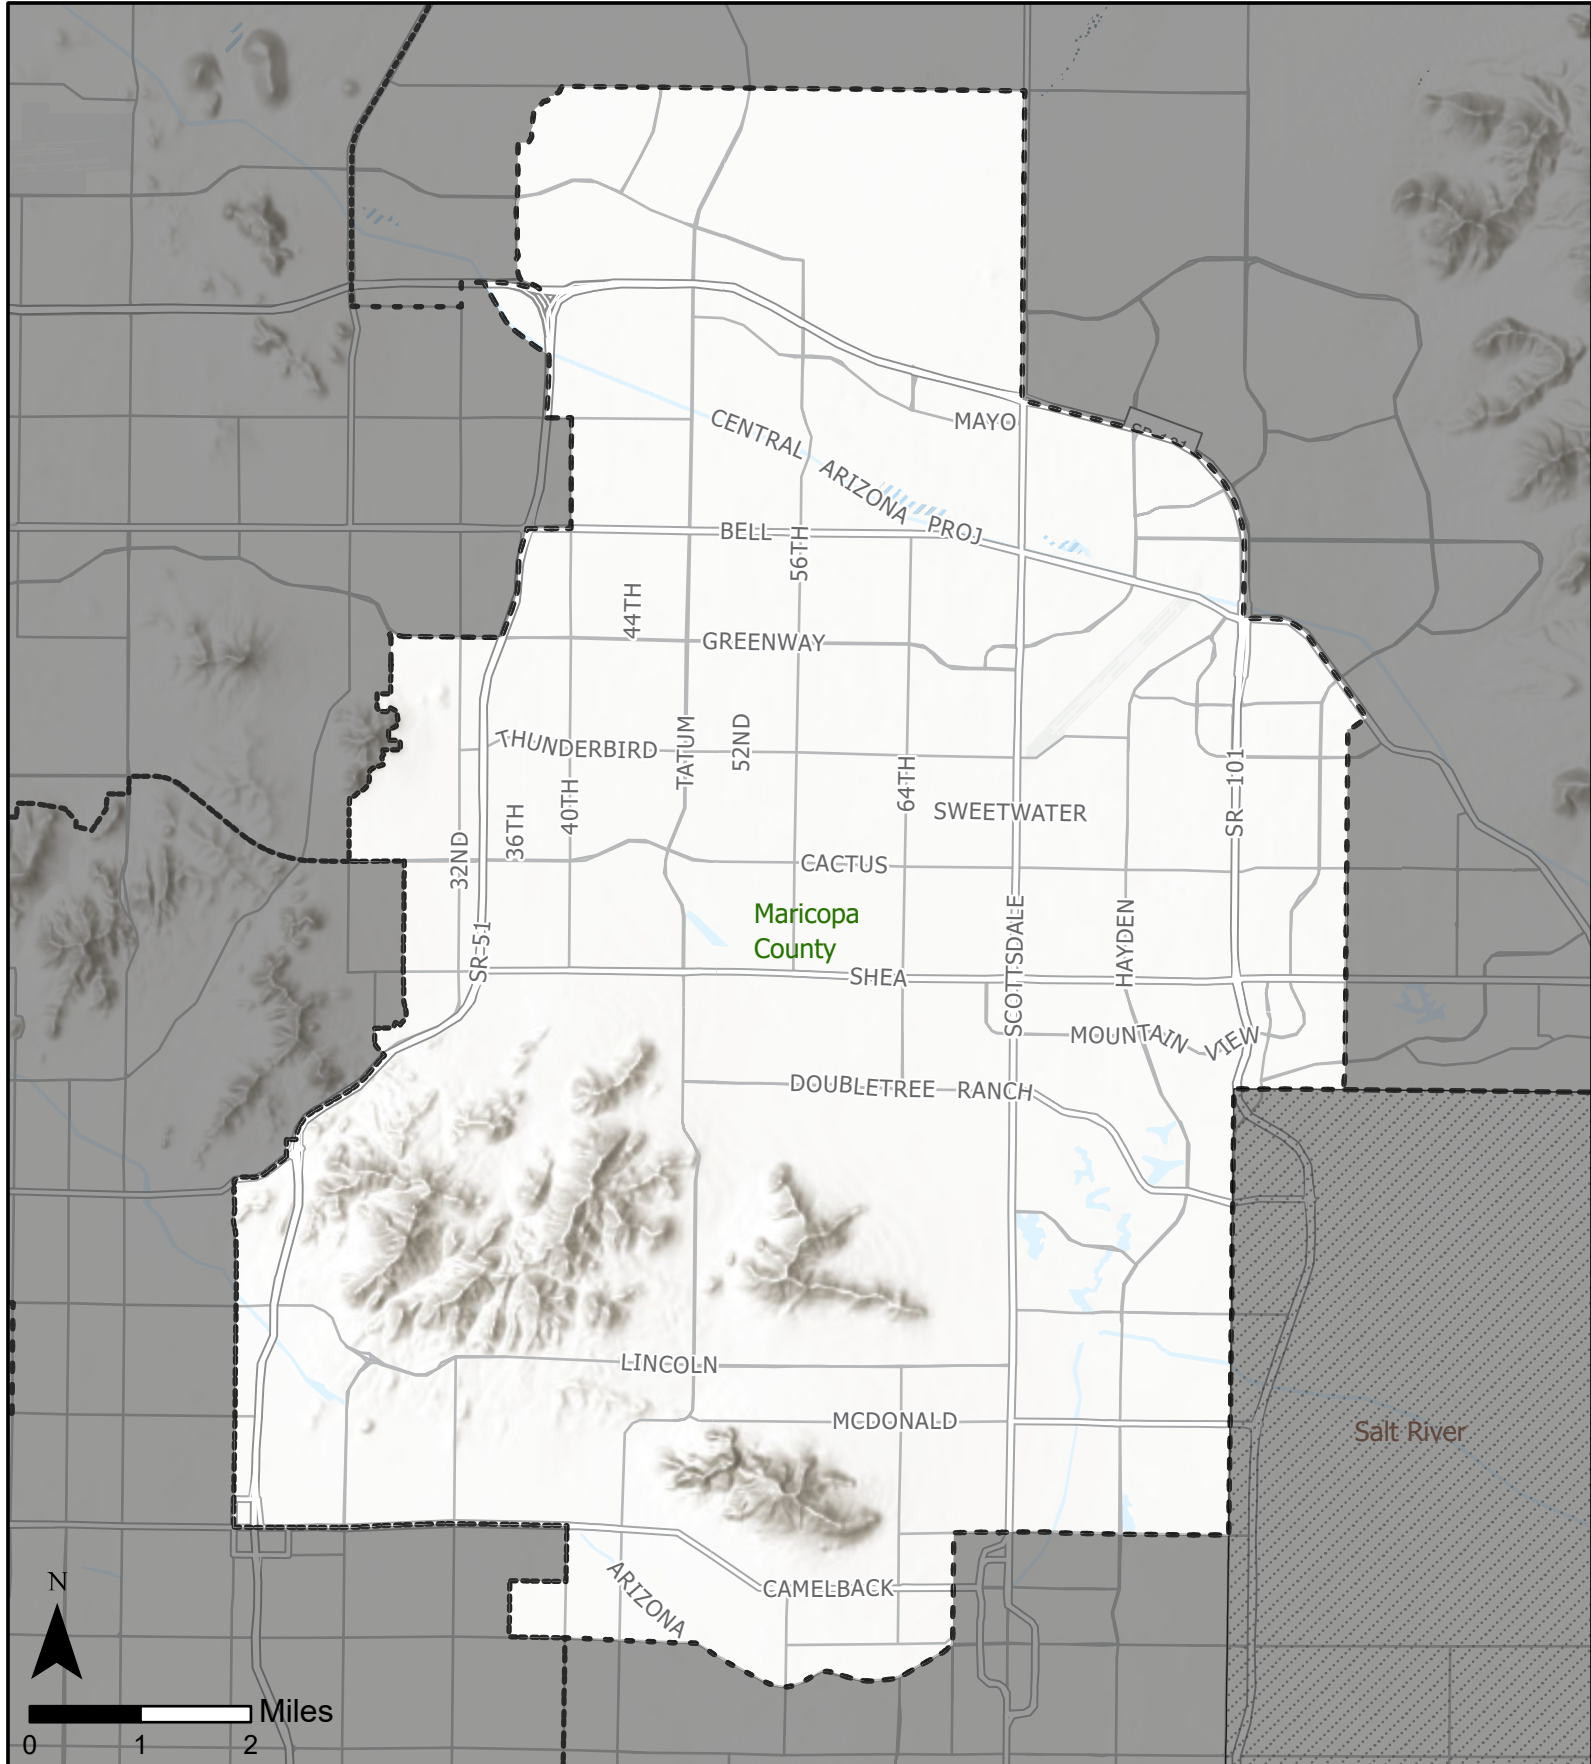 MAYO
CENTRAL ARIZONA PROJ
BELL
56TH
44TH
GREENWAY
THUNDERBIRD
TATUM
52ND
SR 101
64TH
40TH
SWEETWATER
36TH
32ND
CACTUS
Maricopa
County
SCOTTSDALE
HAYDEN
SR-51
SHEA
MOUNTAIN VIEW
DOUBLETREE RANCH
LINCOLN
MCDONALD
Salt River
ARIZONA
CAMELBACK
N
Miles
0 1 2